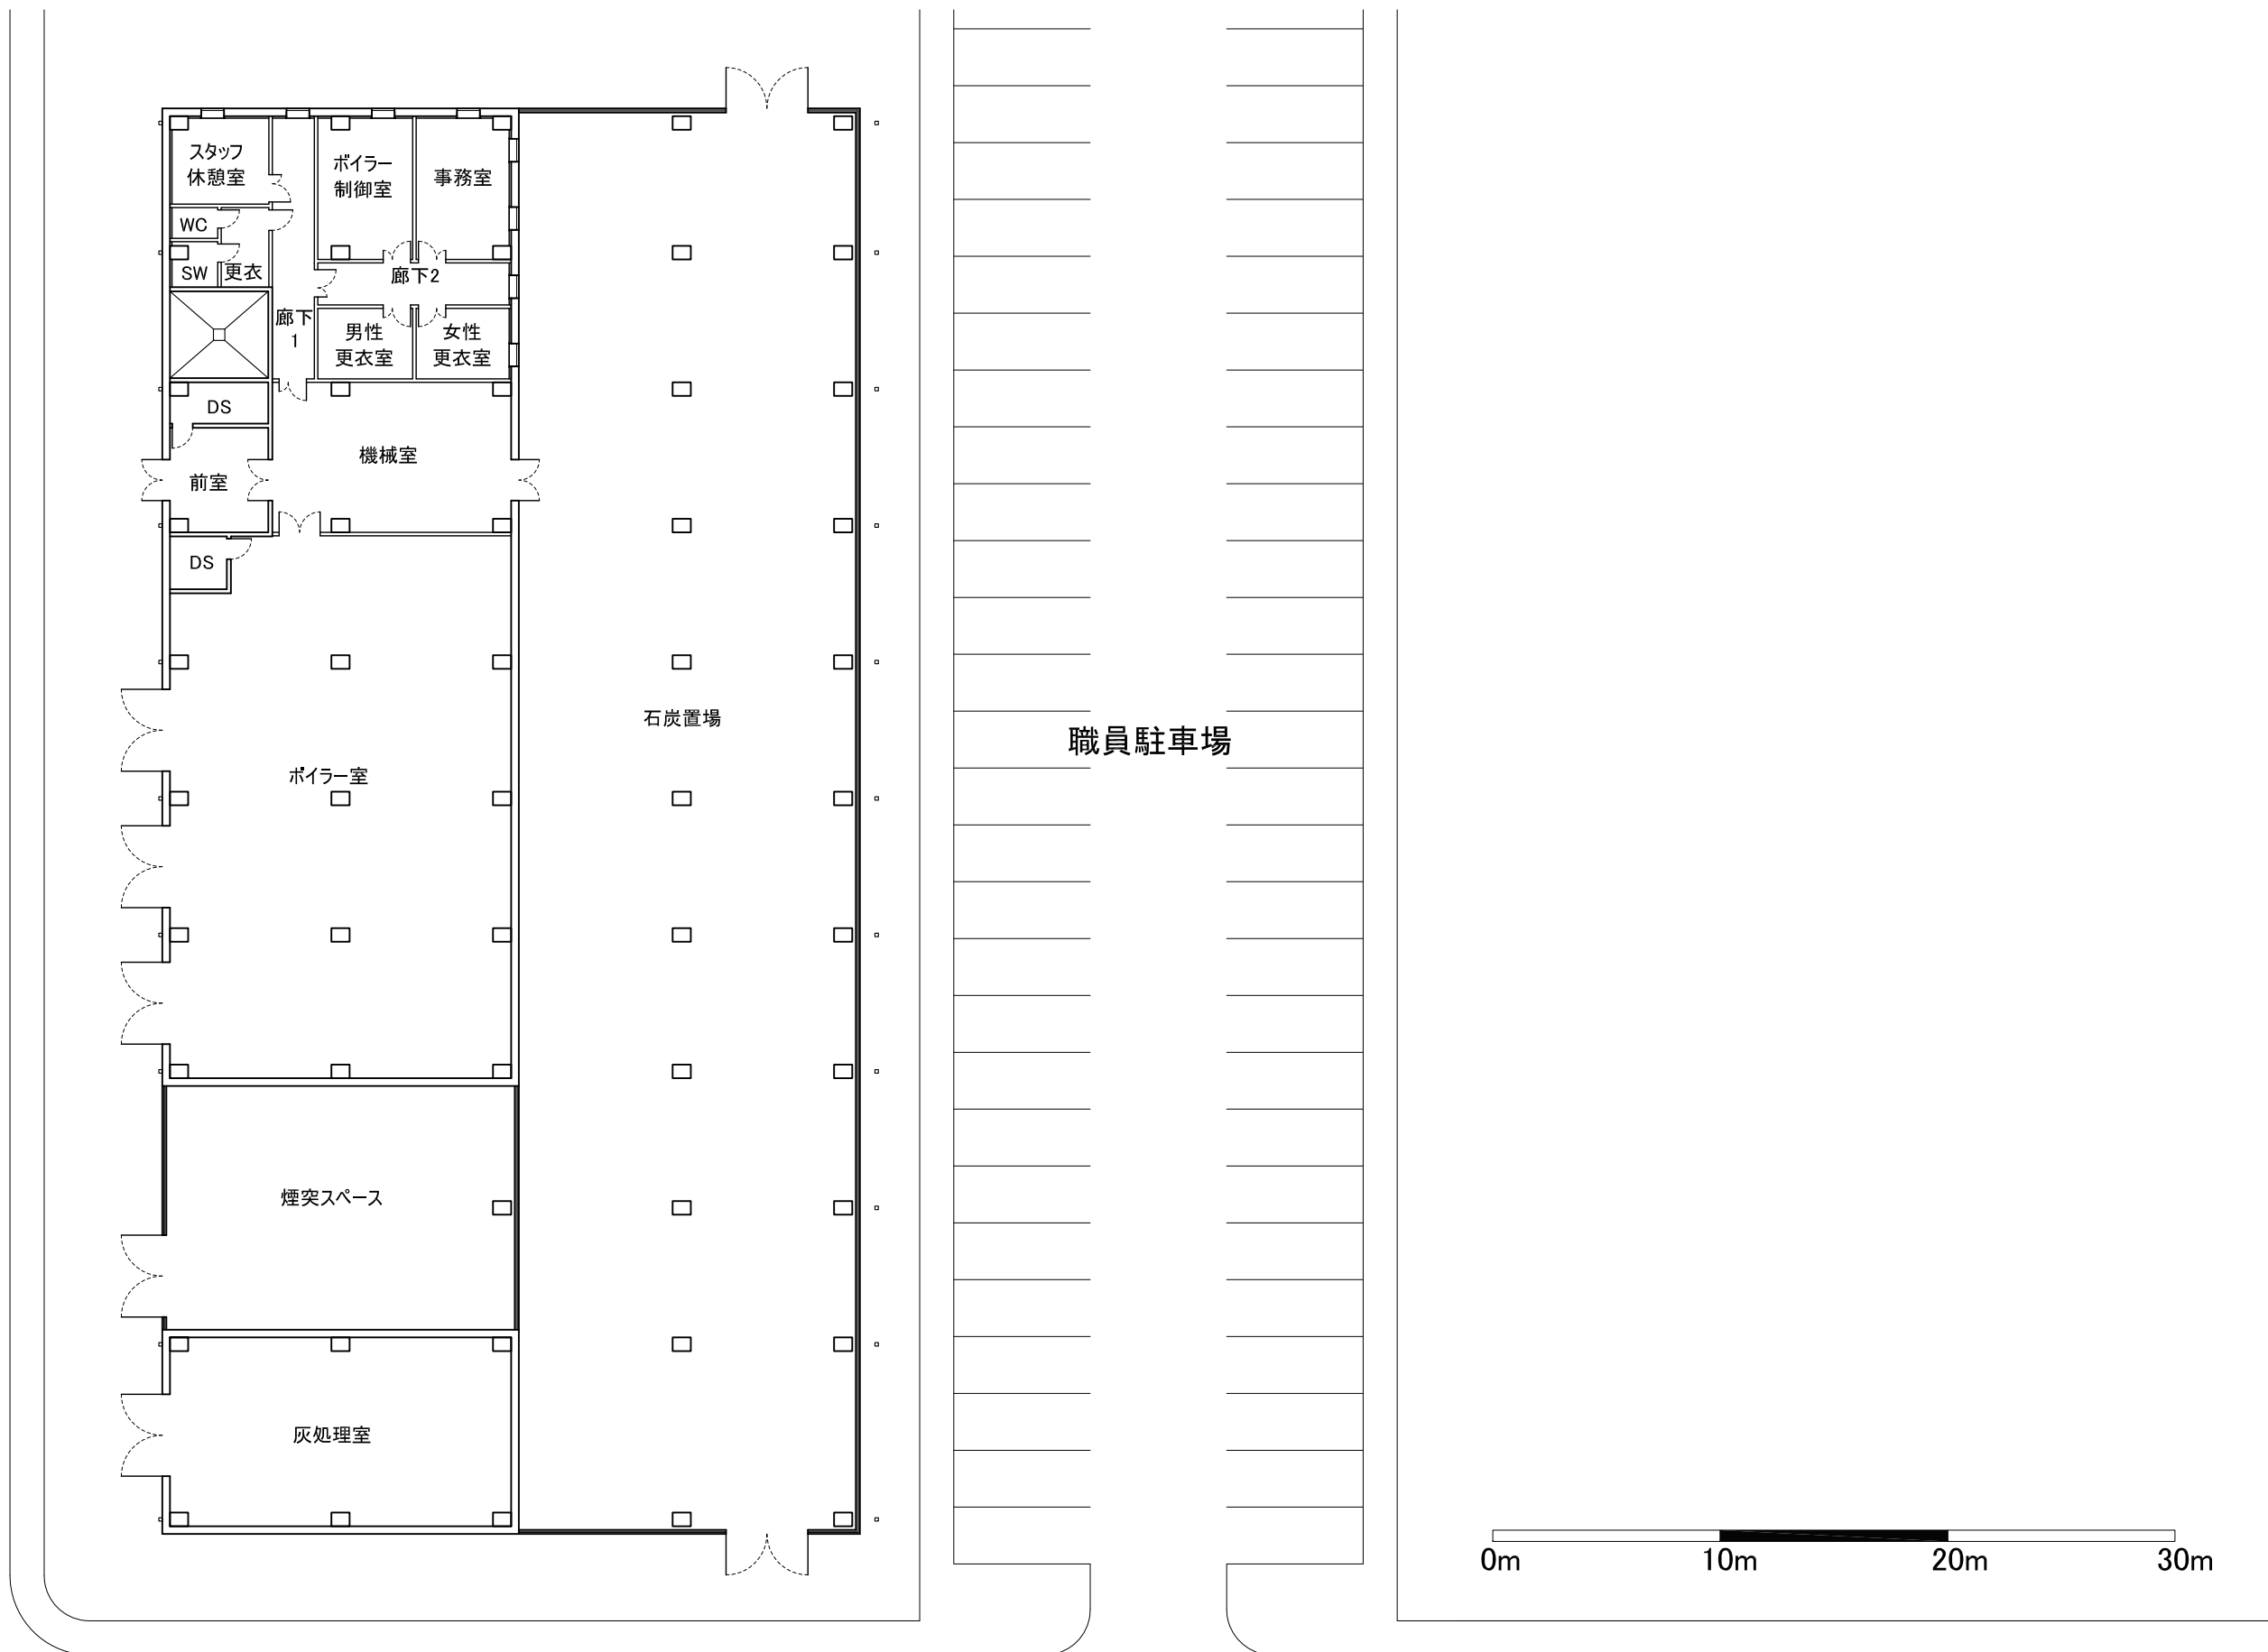 スタッフ
休憩室
ボイラー
制御室
事務室
WC
SW
更衣
廊下2
廊下
1
男性
更衣室
女性
更衣室
DS
機械室
前室
DS
石炭置場
職員駐車場
ボイラー室
煙突スペース
灰処理室
0m
10m
20m
30m